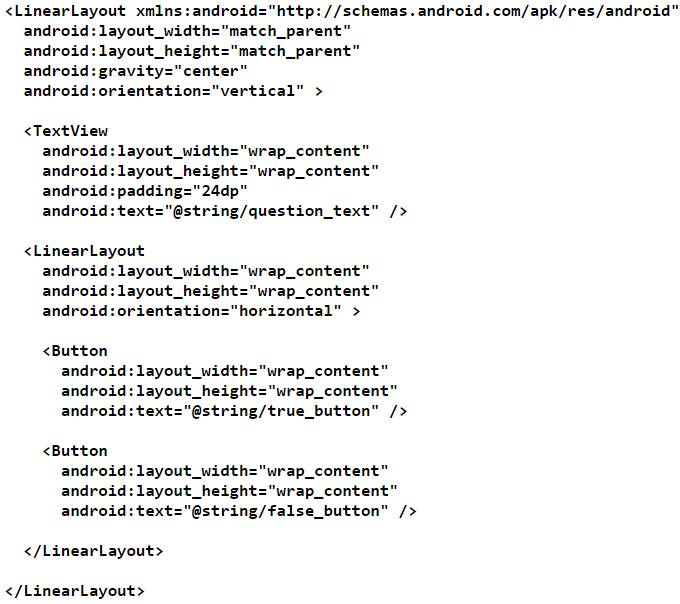 <LinearLayout xmlns:android="http://schemas.android.com/apk/res/android"
  android:layout_width="match_parent"
  android:layout_height="match_parent"
  android:gravity="center"
  android:orientation="vertical" >

  <TextView
    android:layout_width="wrap_content"
    android:layout_height="wrap_content"
    android:padding="24dp"
    android:text="@string/question_text" />

  <LinearLayout
    android:layout_width="wrap_content"
    android:layout_height="wrap_content"
    android:orientation="horizontal" >

    <Button
      android:layout_width="wrap_content"
      android:layout_height="wrap_content"
      android:text="@string/true_button" />

    <Button
      android:layout_width="wrap_content"
      android:layout_height="wrap_content"
      android:text="@string/false_button" />

  </LinearLayout>

</LinearLayout>